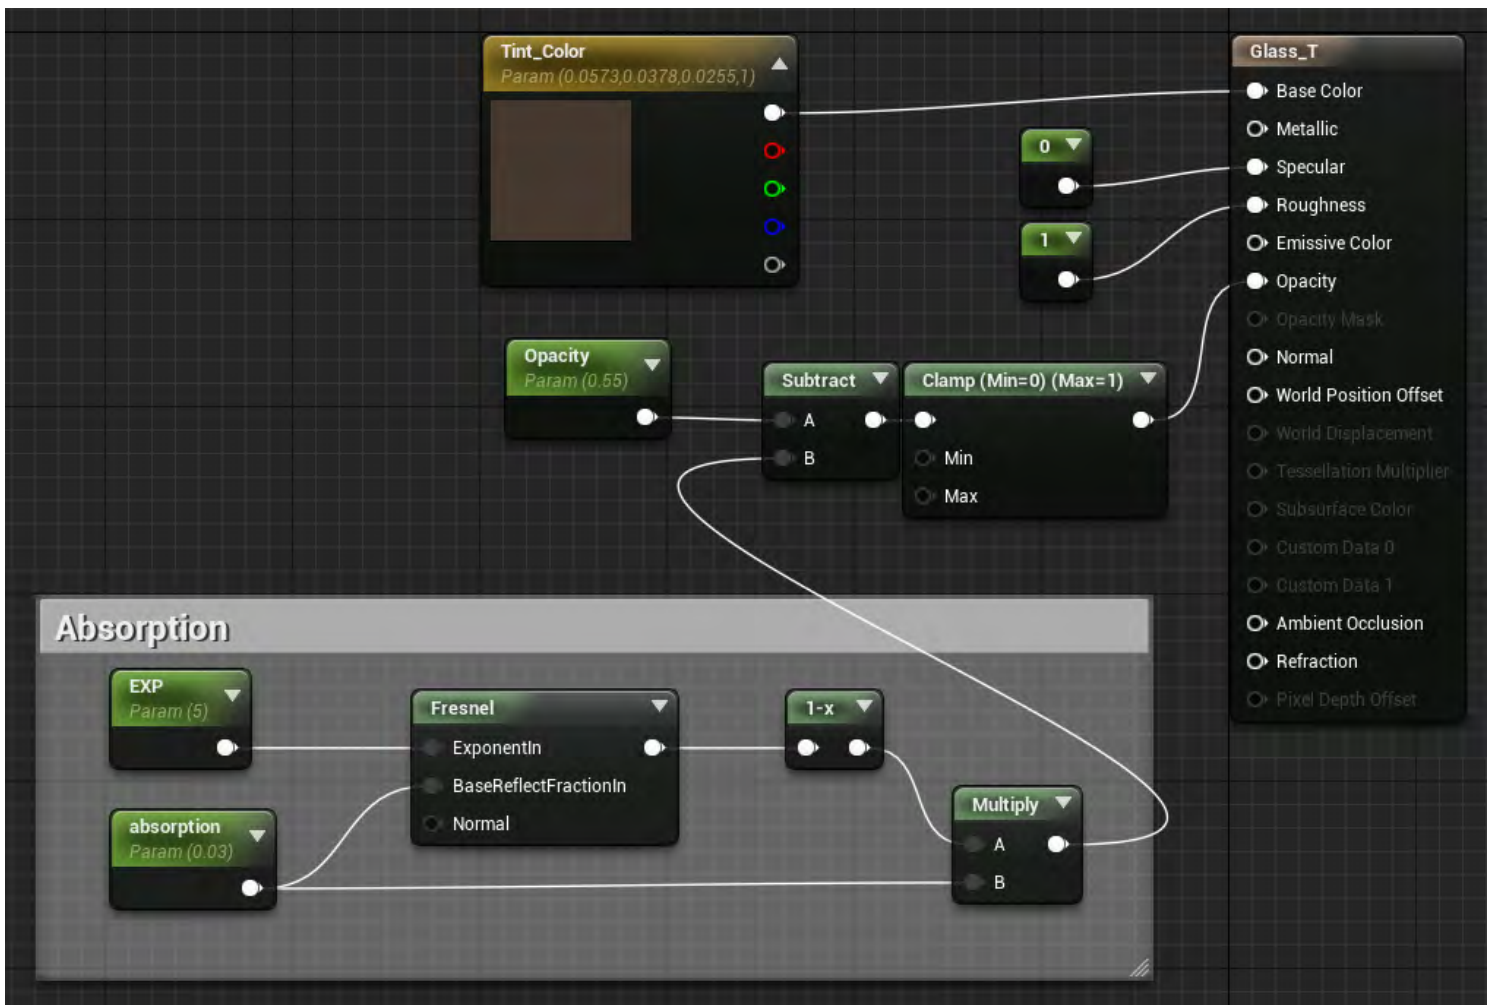 Tint_Color
Param (0.0573,0.0378,0.0255,1)
Glass_T
Base Color
Metallic
Specular
Roughness
Emissive Color
Opacity
Opacity Mask
Normal
World Position Offset
World Displacement
Tessellation Multiplier
Subsurface Color
Custom Data 0
Custom Data 1
Ambient Occlusion
Refraction
Pixel Depth Offset
0
1
Opacity
Param (0.55)
Subtract
A
B
Clamp (Min=0) (Max=1)
Min
Max
Absorption
EXP
Param (5)
absorption
Param (0.03)
Fresnel
ExponentIn
BaseReflectFractionIn
Normal
1-x
Multiply
A
B